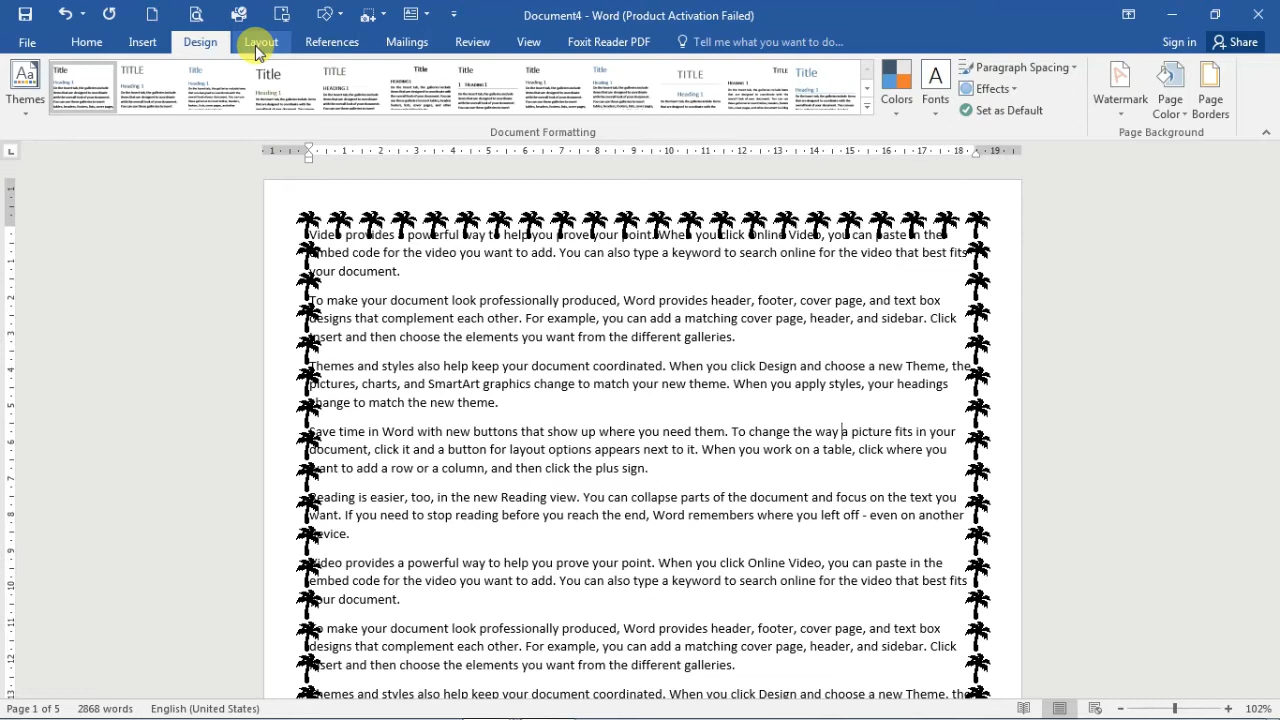 Document4 - Word (Product Activation Failed)
File Home Insert Design Layout References Mailings Review View Foxit Reader PDF Tell me what you want to do... Sign in Share
Themes
Title
Heading 1
TITLE
Heading 1
Title
Heading 1
Title
Heading 1
TITLE
HEADING 1
Title
Title
Title
Heading 1
Title
Heading 1
TITLE
Heading 1
Title
Title
Heading 1
Colors
Fonts
Paragraph Spacing
Effects
Set as Default
Watermark
Page Color
Page Borders
Document Formatting
Page Background
1 1 2 3 4 5 6 7 8 9 10 11 12 13 14 15 16 17 18 19
Video provides a powerful way to help you prove your point. When you click Online Video, you can paste in the
embed code for the video you want to add. You can also type a keyword to search online for the video that best fits
your document.
To make your document look professionally produced, Word provides header, footer, cover page, and text box
designs that complement each other. For example, you can add a matching cover page, header, and sidebar. Click
Insert and then choose the elements you want from the different galleries.
Themes and styles also help keep your document coordinated. When you click Design and choose a new Theme, the
pictures, charts, and SmartArt graphics change to match your new theme. When you apply styles, your headings
change to match the new theme.
Save time in Word with new buttons that show up where you need them. To change the way a picture fits in your
document, click it and a button for layout options appears next to it. When you work on a table, click where you
want to add a row or a column, and then click the plus sign.
Reading is easier, too, in the new Reading view. You can collapse parts of the document and focus on the text you
want. If you need to stop reading before you reach the end, Word remembers where you left off - even on another
device.
Video provides a powerful way to help you prove your point. When you click Online Video, you can paste in the
embed code for the video you want to add. You can also type a keyword to search online for the video that best fits
your document.
To make your document look professionally produced, Word provides header, footer, cover page, and text box
designs that complement each other. For example, you can add a matching cover page, header, and sidebar. Click
Insert and then choose the elements you want from the different galleries.
Themes and styles also help keep your document coordinated. When you click Design and choose a new Theme, the
Page 1 of 5 2868 words English (United States) 102%